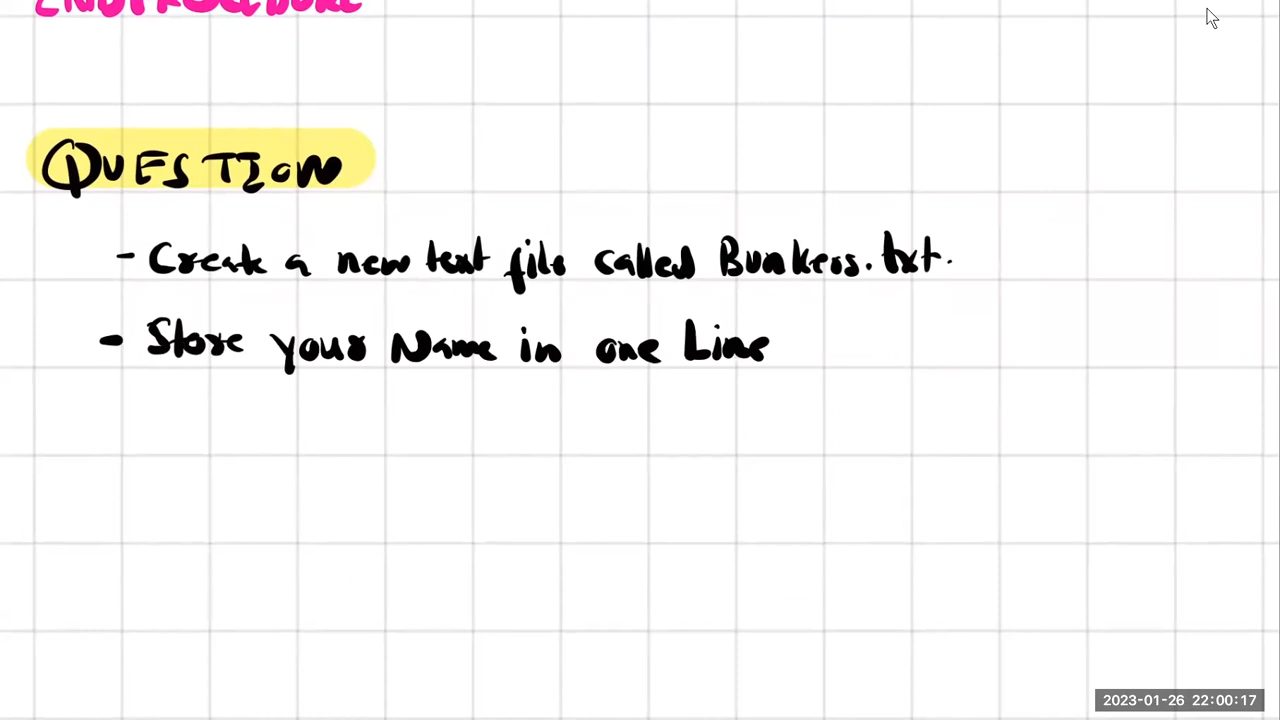 ENDPROCEDURE
QUESTION
- Create a new text file called Bunkers.txt.
- Store your Name in one Line
2023-01-26 22:00:17